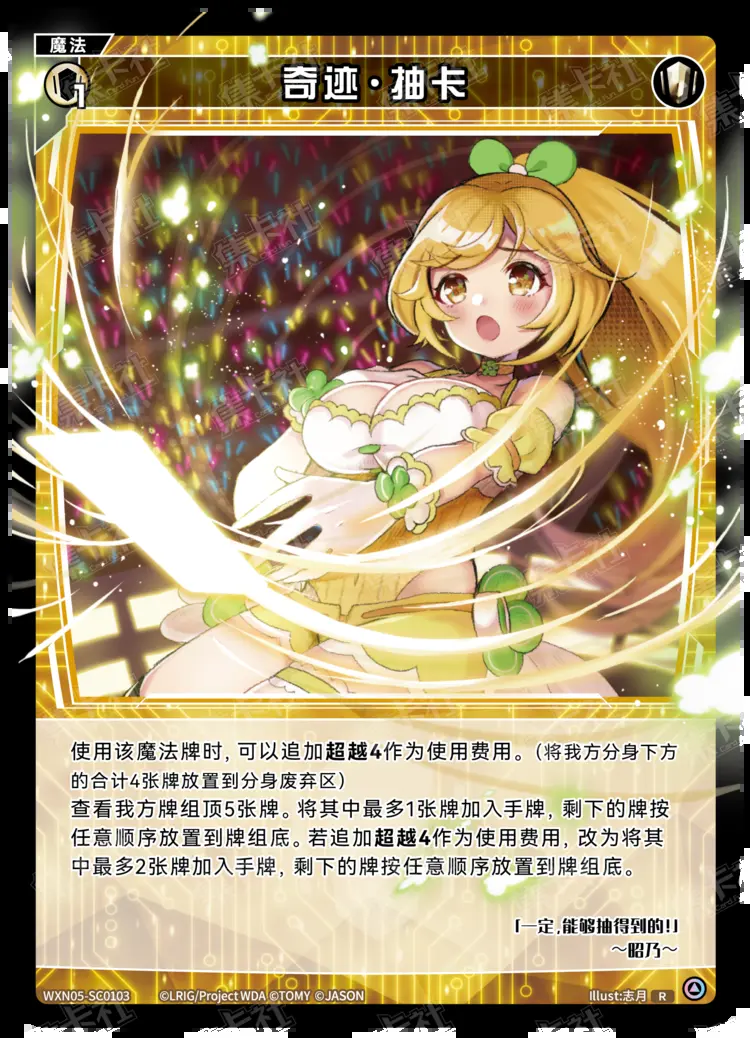 魔法
1
奇迹·抽卡
使用该魔法牌时, 可以追加超越4作为使用费用。(将我方分身下方
的合计4张牌放置到分身废弃区)
查看我方牌组顶5张牌。将其中最多1张牌加入手牌, 剩下的牌按
任意顺序放置到牌组底。若追加超越4作为使用费用, 改为将其
中最多2张牌加入手牌, 剩下的牌按任意顺序放置到牌组底。
「一定,能够抽得到的!」
～昭乃～
WXN05-SC0103 ©LRIG/Project WDA ©TOMY ©JASON Illust:志月 R
集卡社